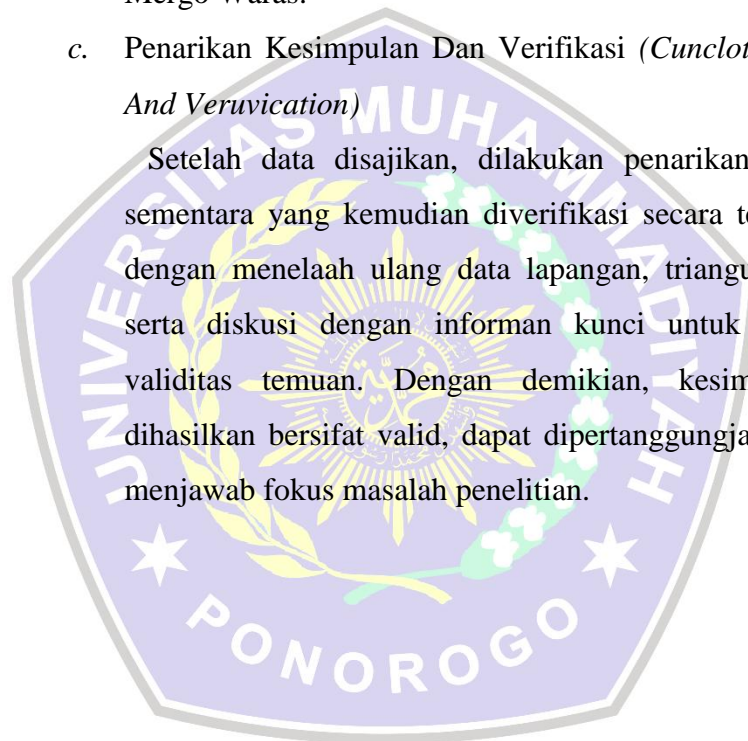 Mergo Waras.
c. Penarikan Kesimpulan Dan Verifikasi (Cunclot
And Veruvication)
Setelah data disajikan, dilakukan penarikan
sementara yang kemudian diverifikasi secara te
dengan menelaah ulang data lapangan, triangu
serta diskusi dengan informan kunci untuk
validitas temuan. Dengan demikian, kesim
dihasilkan bersifat valid, dapat dipertanggungja
menjawab fokus masalah penelitian.
UNIVERSITAS MUHAMMADIYAH
PONOROGO